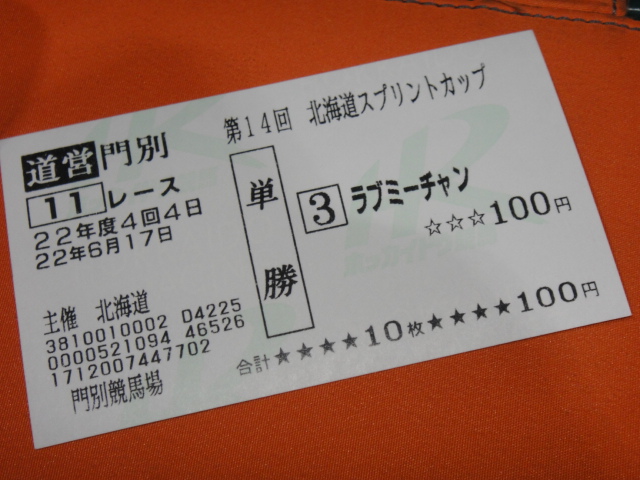 第14回 北海道スプリントカップ
道営 門別
11 レース
22年度4回4日
22年6月17日
単勝
3 ラブミーチャン
☆☆☆100円
主催 北海道
3810010002 04225
0000521094 46526
1712007447702
門別競馬場
合計★★★★10枚★★★★100円